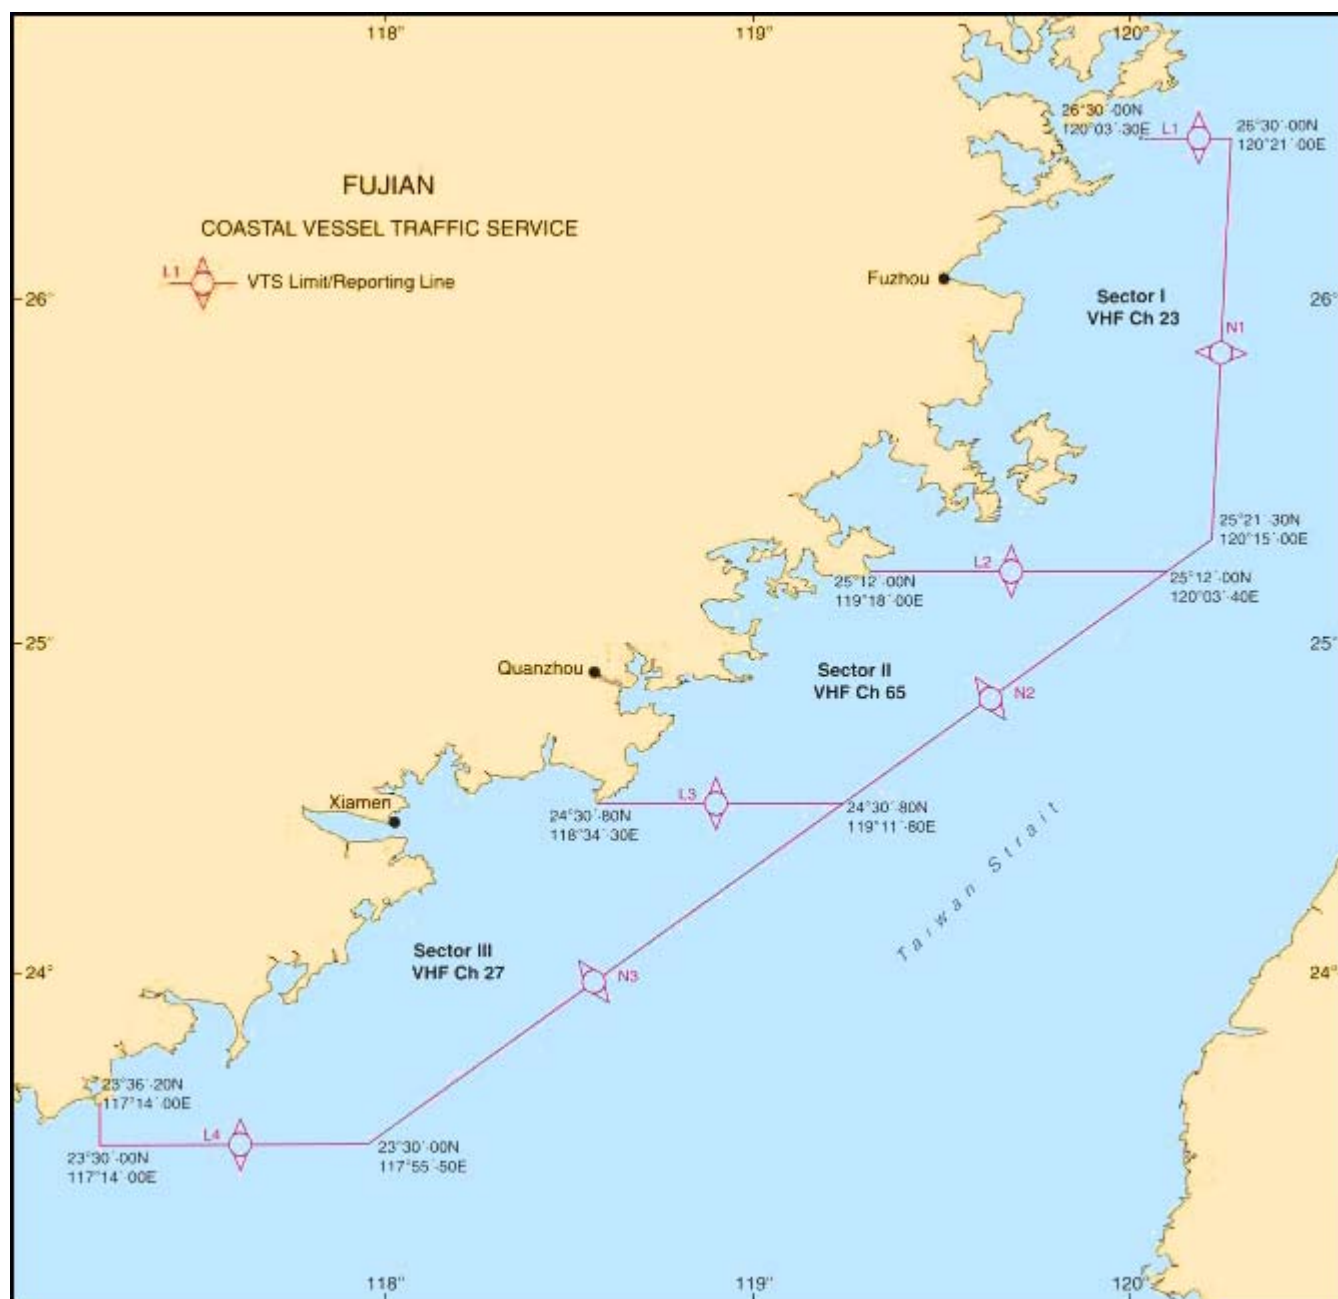 118°
119°
120°
26°30´·00N
120°03´·30E
L1
26°30´·00N
120°21´·00E
FUJIAN
COASTAL VESSEL TRAFFIC SERVICE
L1
VTS Limit/Reporting Line
Fuzhou
26°
Sector I
VHF Ch 23
26°
N1
25°21´·30N
120°15´·00E
L2
25°12´·00N
119°18´·00E
25°12´·00N
120°03´·40E
25°
25°
Quanzhou
Sector II
VHF Ch 65
N2
Xiamen
L3
24°30´·80N
118°34´·30E
24°30´·80N
119°11´·60E
Taiwan Strait
Sector III
VHF Ch 27
24°
24°
N3
23°36´·20N
117°14´·00E
L4
23°30´·00N
117°14´·00E
23°30´·00N
117°55´·50E
118°
119°
120°